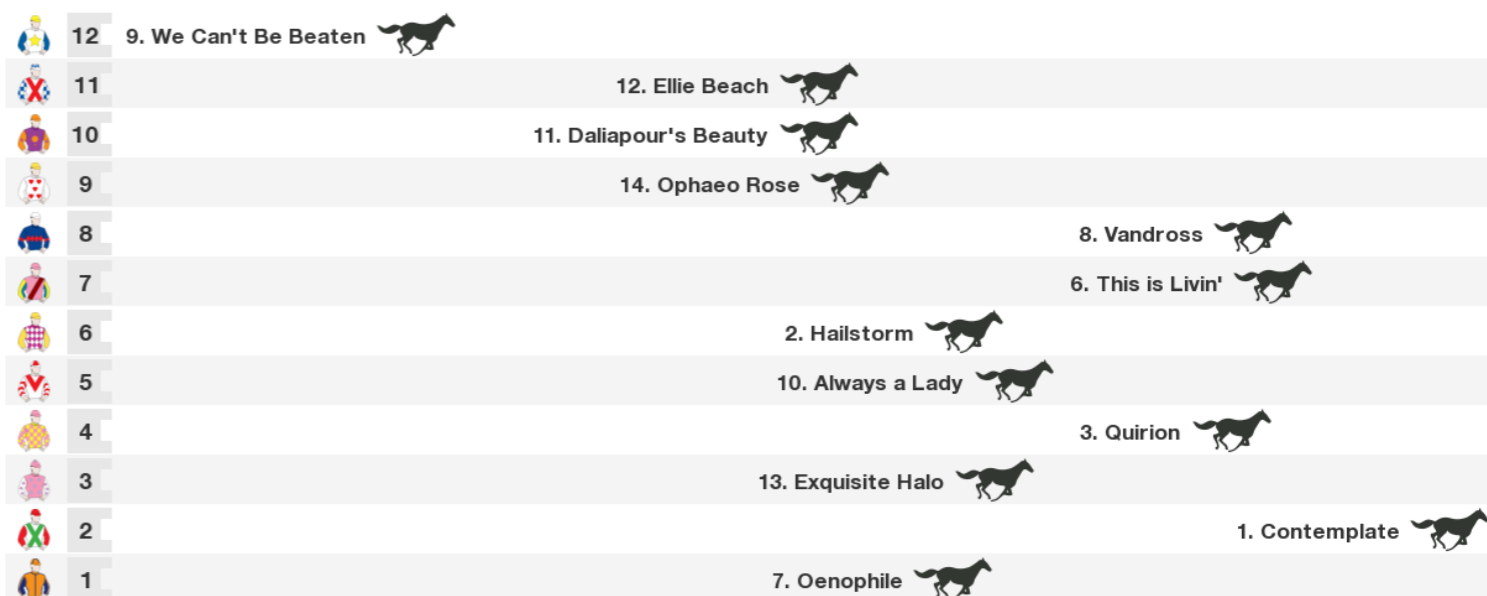 12 9. We Can't Be Beaten
11 12. Ellie Beach
10 11. Daliapour's Beauty
9 14. Ophaeo Rose
8 8. Vandross
7 6. This is Livin'
6 2. Hailstorm
5 10. Always a Lady
4 3. Quirion
3 13. Exquisite Halo
2 1. Contemplate
1 7. Oenophile